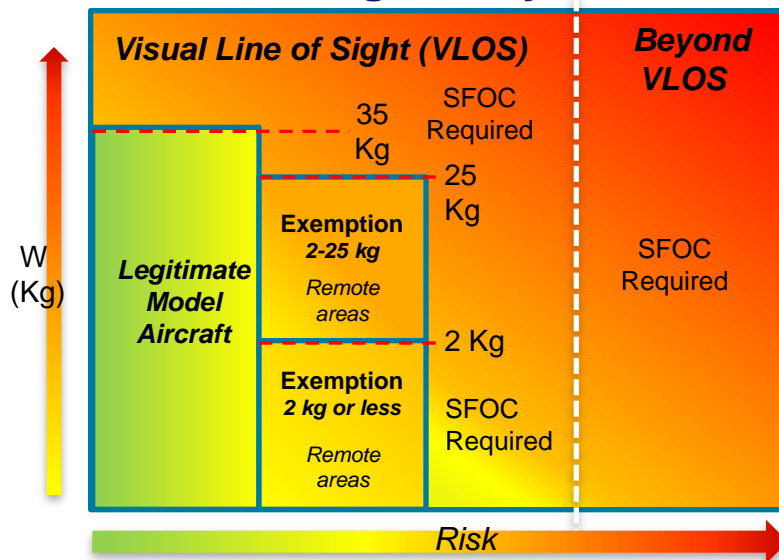 Visual Line of Sight (VLOS)
Beyond
VLOS
35
Kg
SFOC
Required
25
Kg
W
(Kg)
Legitimate
Model
Aircraft
Exemption
2-25 kg
Remote
areas
SFOC
Required
2 Kg
Exemption
2 kg or less
Remote
areas
SFOC
Required
Risk